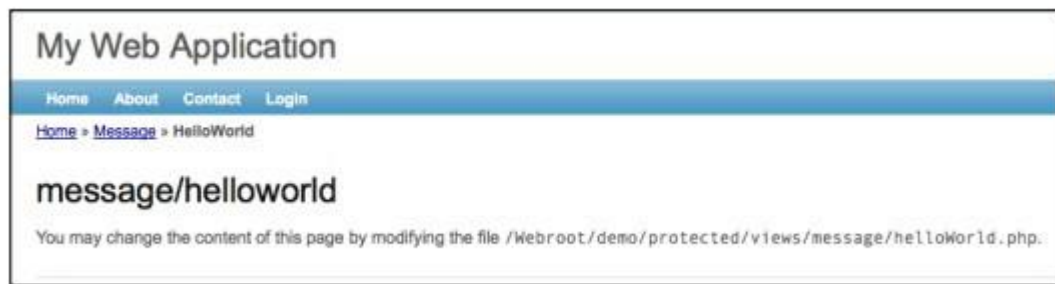 My Web Application
Home About Contact Login
Home » Message » HelloWorld
message/helloworld
You may change the content of this page by modifying the file /Webroot/demo/protected/views/message/helloWorld.php.